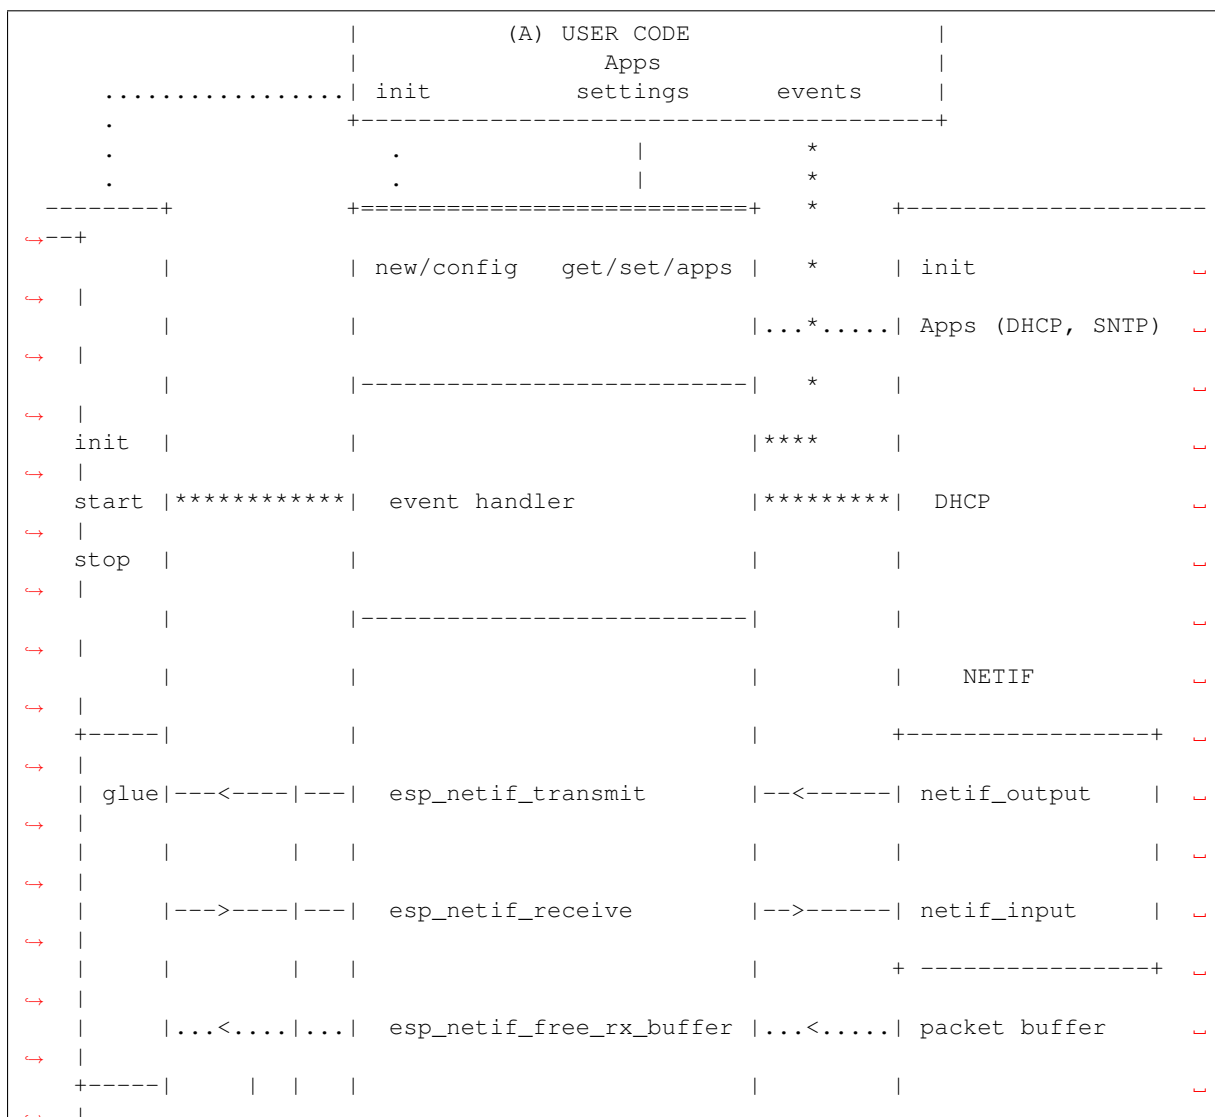 |          (A) USER CODE                 |
                     |                 Apps                   |
    .................| init          settings      events     |
    .                +----------------------------------------+
    .                   .                |           *
    .                   .                |           *
--------+            +===========================+   *     +---------------------
↪--+
        |            | new/config   get/set/apps |   *     | init                ␣
↪  |
        |            |                           |...*.....| Apps (DHCP, SNTP)   ␣
↪  |
        |            |---------------------------|   *     |                     ␣
↪  |
  init  |            |                           |****     |                     ␣
↪  |
  start |************|  event handler            |*********|  DHCP               ␣
↪  |
  stop  |            |                           |         |                     ␣
↪  |
        |            |---------------------------|         |                     ␣
↪  |
        |            |                           |         |    NETIF            ␣
↪  |
  +-----|            |                           |         +-----------------+   ␣
↪  |
  | glue|---<----|---|  esp_netif_transmit       |--<------| netif_output    |   ␣
↪  |
  |     |        |   |                           |         |                 |   ␣
↪  |
  |     |--->----|---|  esp_netif_receive        |-->------| netif_input     |   ␣
↪  |
  |     |        |   |                           |         + ----------------+   ␣
↪  |
  |     |...<....|...|  esp_netif_free_rx_buffer |...<.....| packet buffer       ␣
↪  |
  +-----|     |  |   |                           |         |                     ␣
↪  |